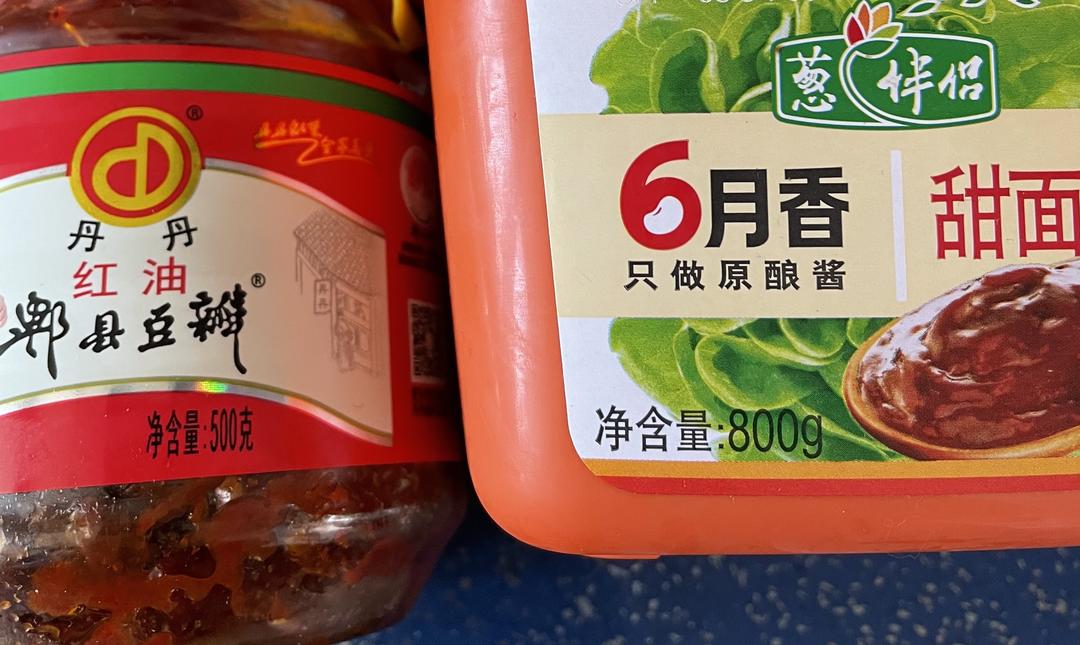 丹 丹
红油
郫县豆瓣
净含量:500克
葱伴侣
6月香
只做原酿酱
甜面
净含量:800g